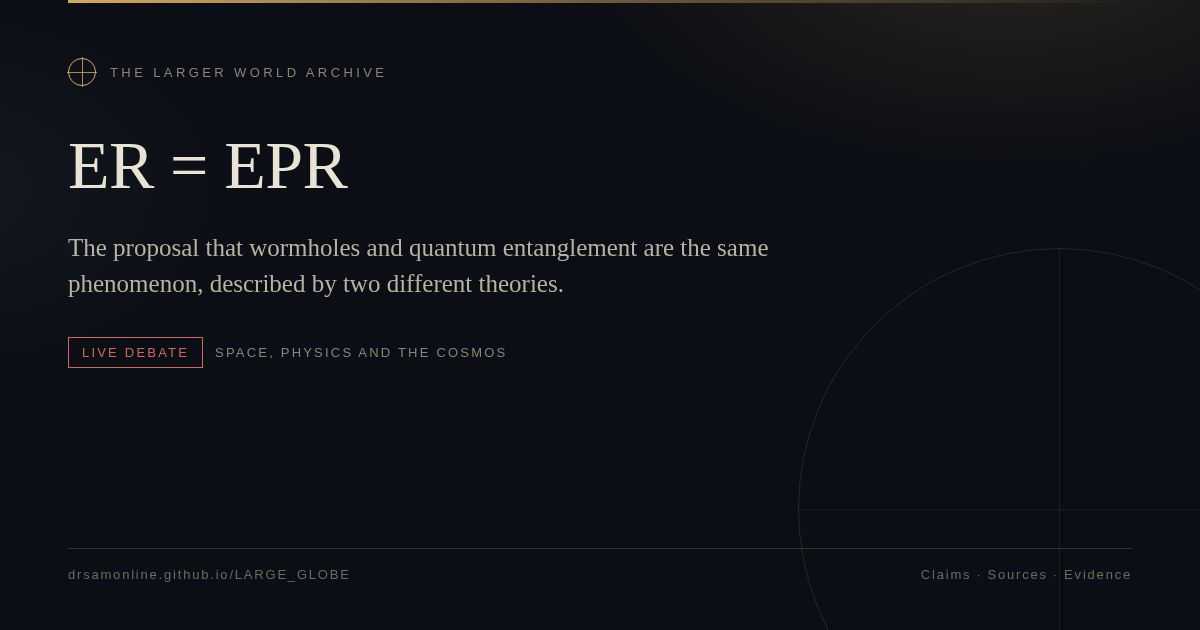 THE LARGER WORLD ARCHIVE
ER = EPR
The proposal that wormholes and quantum entanglement are the same
phenomenon, described by two different theories.
LIVE DEBATE SPACE, PHYSICS AND THE COSMOS
drsamonline.github.io/LARGE_GLOBE Claims · Sources · Evidence